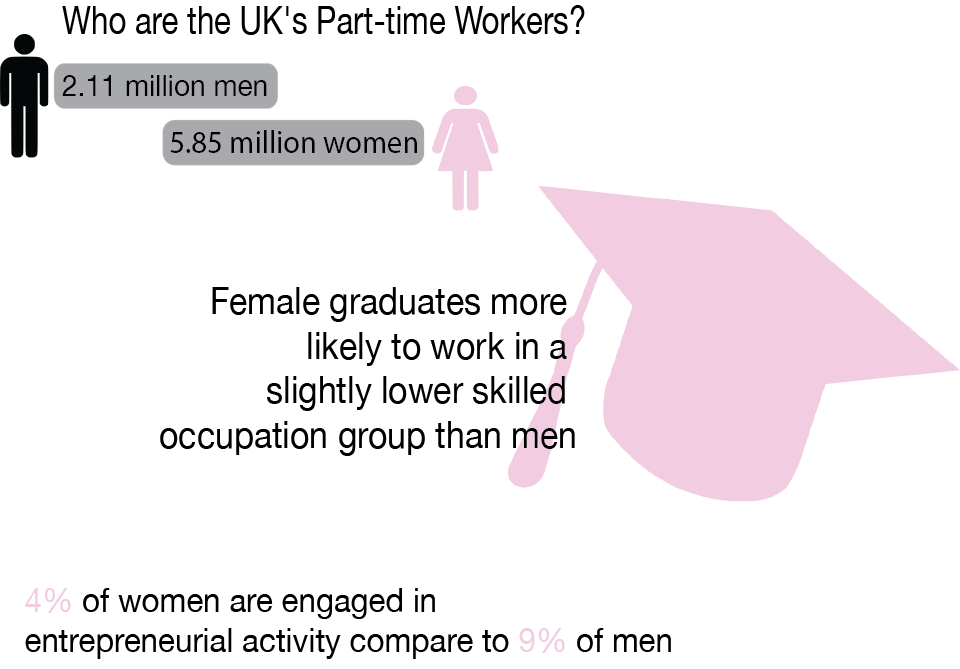 Who are the UK's Part-time Workers?
2.11 million men
5.85 million women
Female graduates more
likely to work in a
slightly lower skilled
occupation group than men
4% of women are engaged in
entrepreneurial activity compare to 9% of men